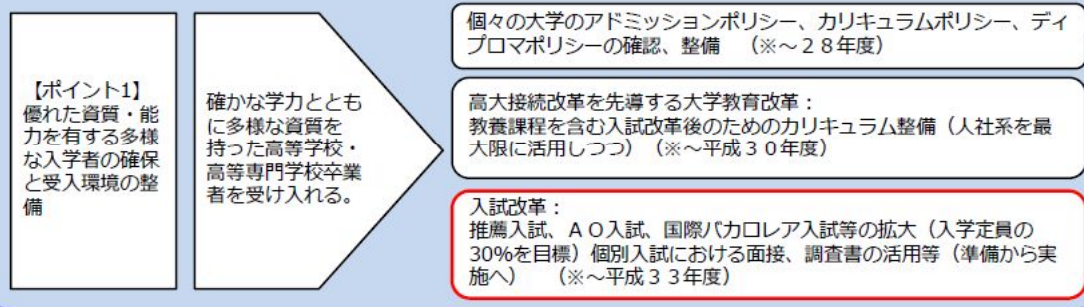 【ポイント1】
優れた資質・能
力を有する多様
な入学者の確保
と受入環境の整
備
確かな学力ととも
に多様な資質を
持った高等学校・
高等専門学校卒業
者を受け入れる。
個々の大学のアドミッションポリシー、カリキュラムポリシー、ディ
プロマポリシーの確認、整備　（※～２８年度）
高大接続改革を先導する大学教育改革：
教養課程を含む入試改革後のためのカリキュラム整備（人社系を最
大限に活用しつつ）（※～平成３０年度）
入試改革：
推薦入試、ＡＯ入試、国際バカロレア入試等の拡大（入学定員の
30%を目標）個別入試における面接、調査書の活用等（準備から実
施へ）　（※～平成３３年度）